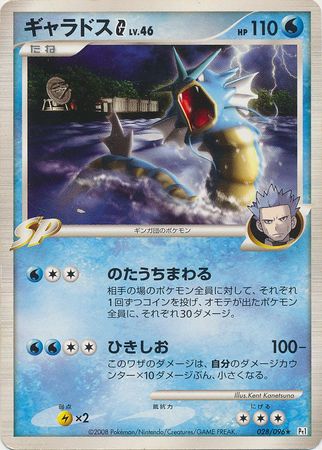 ギャラドスG LV.46 HP 110
たね
ギンガ団のポケモン
SP
のたうちまわる
相手の場のポケモン全員に対して、それぞれ
1回ずつコインを投げ、オモテが出たポケモン全
員に、それぞれ30ダメージ。
ひきしお 100-
このワザのダメージは、自分のダメージカウ
ンター×10ダメージぶん、小さくなる。
Illus.Kent Kanetsuna
弱点 抵抗力 にげる
×2
028/096★ Pt1
©2008 Pokémon/Nintendo/Creatures/GAME FREAK.